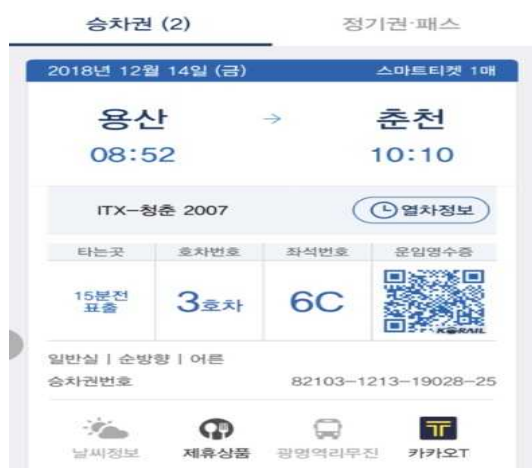 승차권 (2) 정기권·패스
2018년 12월 14일 (금) 스마트티켓 1매
용산 → 춘천
08:52 10:10
ITX-청춘 2007 열차정보
타는곳 호차번호 좌석번호 운임영수증
15분전
표출
3호차 6C
KORAIL
일반실 | 순방향 | 어른
승차권번호 82103-1213-19028-25
날씨정보 제휴상품 광명역리무진 카카오T